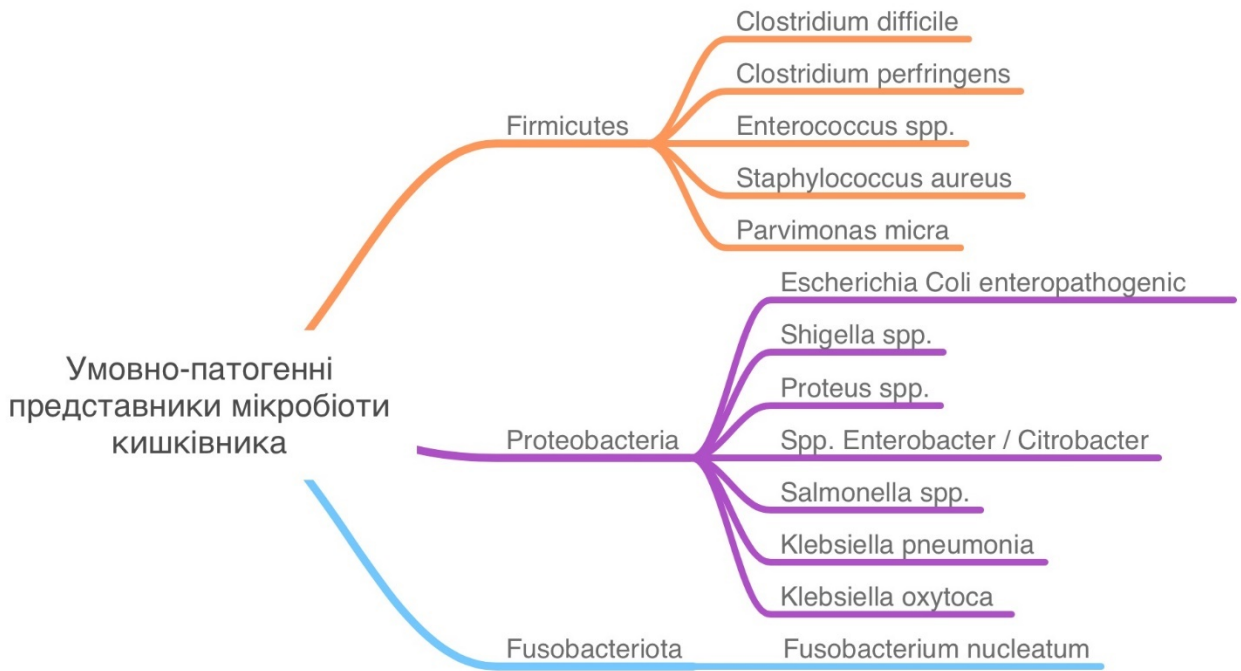 Умовно-патогенні
представники мікробіоти
кишківника
Firmicutes
Clostridium difficile
Clostridium perfringens
Enterococcus spp.
Staphylococcus aureus
Parvimonas micra
Proteobacteria
Escherichia Coli enteropathogenic
Shigella spp.
Proteus spp.
Spp. Enterobacter / Citrobacter
Salmonella spp.
Klebsiella pneumonia
Klebsiella oxytoca
Fusobacteriota
Fusobacterium nucleatum